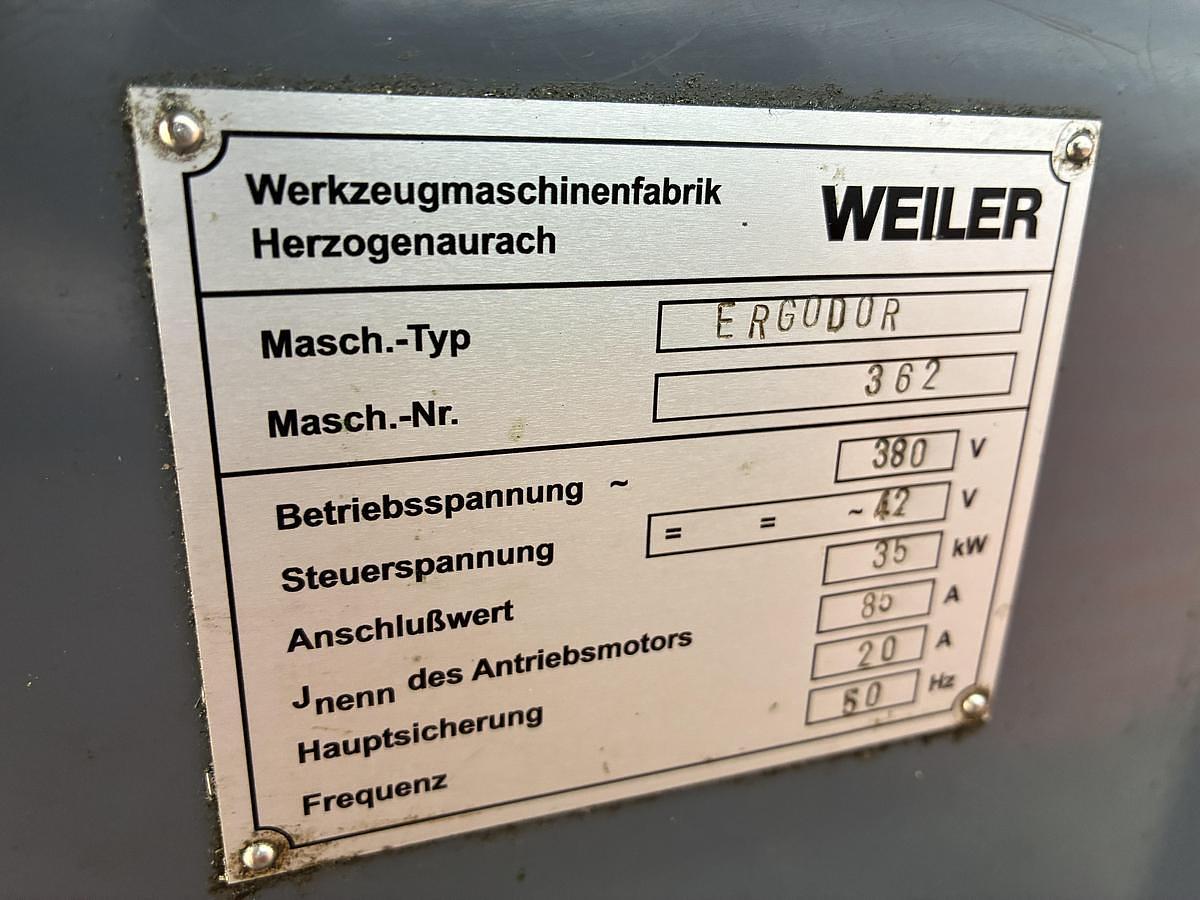 Werkzeugmaschinenfabrik
Herzogenaurach
WEILER
Masch.-Typ ERGODOR
Masch.-Nr. 362
Betriebsspannung ~ 380 V
Steuerspannung = = ~ 42 V
Anschlußwert 35 kW
Jnenn des Antriebsmotors 85 A
Hauptsicherung 20 A
Frequenz 50 Hz